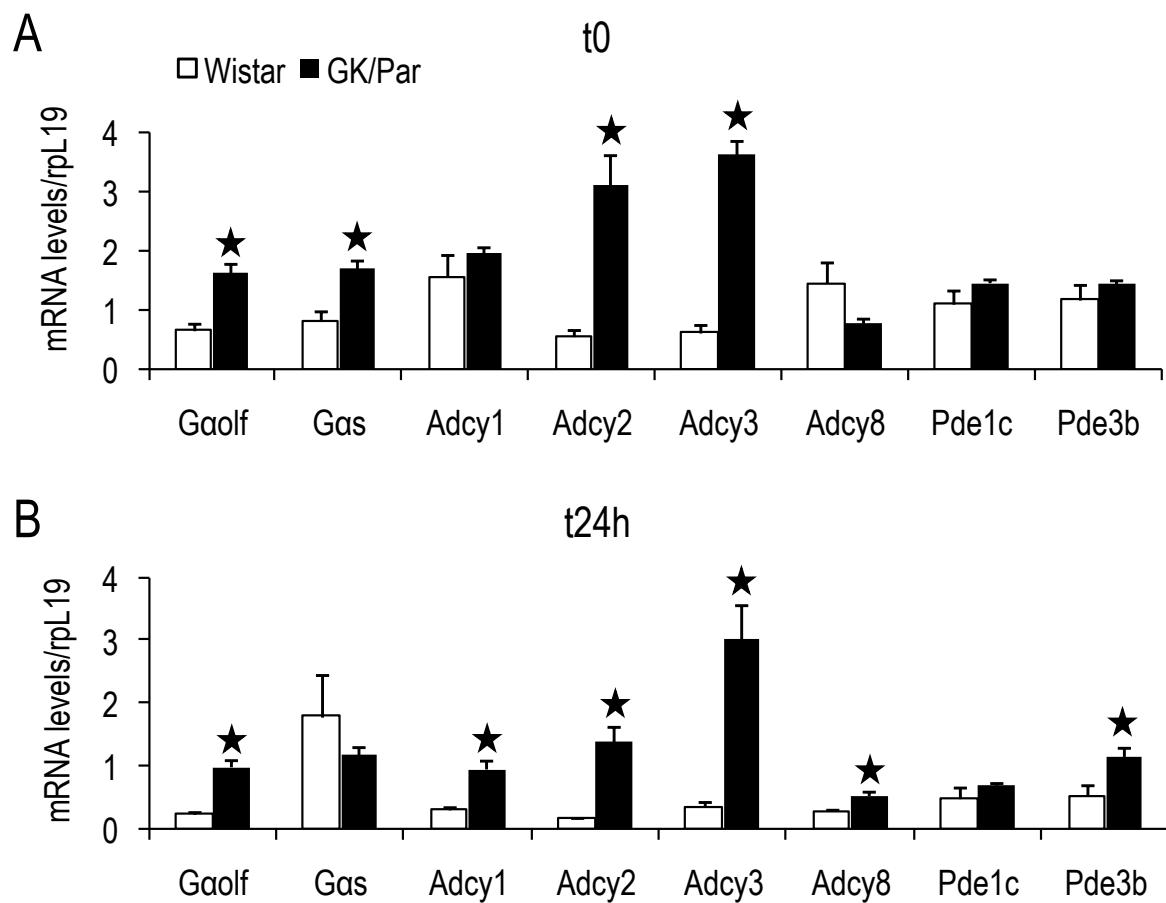 A
t0
Wistar GK/Par
mRNA levels/rpL19
4
3
2
1
0
Gαolf Gαs Adcy1 Adcy2 Adcy3 Adcy8 Pde1c Pde3b
B
t24h
mRNA levels/rpL19
4
3
2
1
0
Gαolf Gαs Adcy1 Adcy2 Adcy3 Adcy8 Pde1c Pde3b